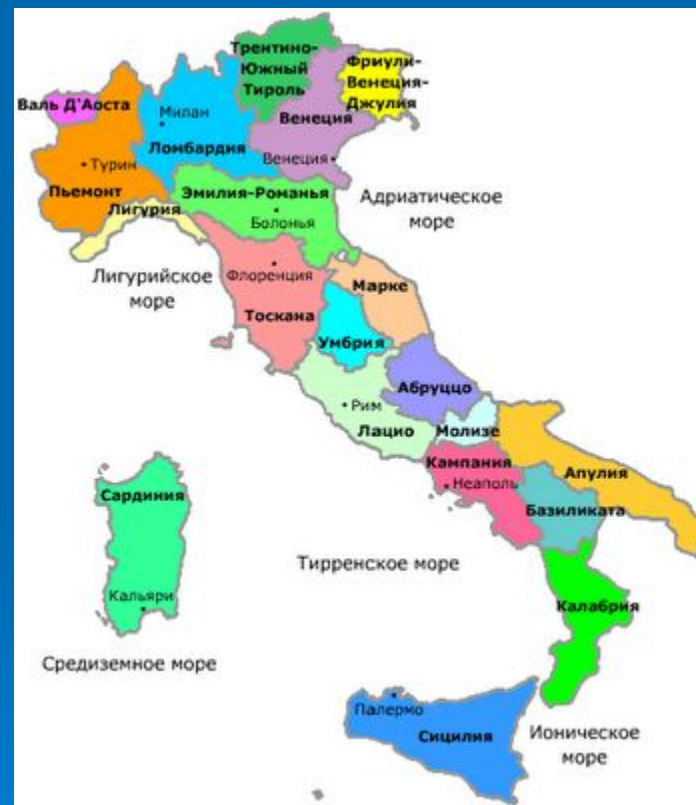 Трентино-
Южный
Тироль
Фриули-
Венеция-
Джулия
Валь Д'Аоста
Милан
Венеция
Ломбардия
Венеция
Турин
Пьемонт
Эмилия-Романья
Лигурия
Болонья
Адриатическое
море
Лигурийское
море
Флоренция
Марке
Тоскана
Умбрия
Абруццо
Рим
Лацио
Молизе
Кампания
Неаполь
Апулия
Базиликата
Сардиния
Тирренское море
Кальяри
Калабрия
Средиземное море
Палермо
Сицилия
Ионическое
море